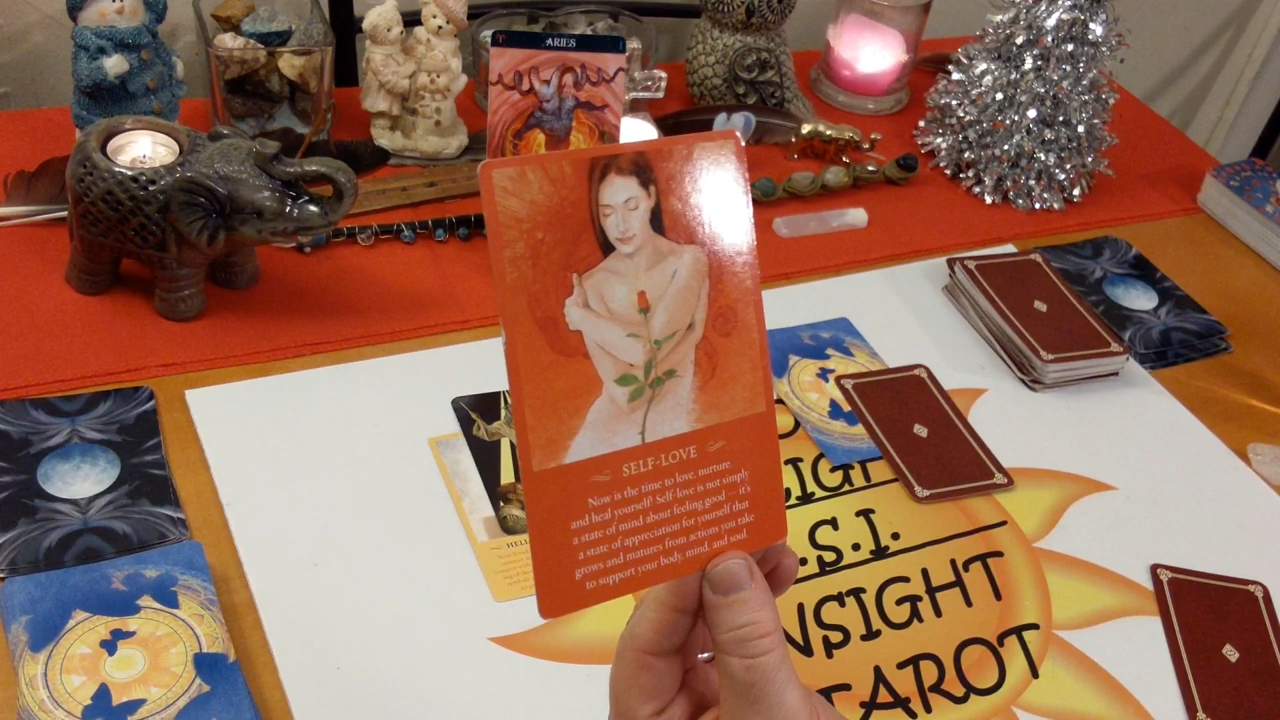 ARIES
SELF-LOVE
Now is the time to love, nurture,
and heal yourself! Self-love is not simply
a state of mind about feeling good — it's
a state of appreciation for yourself that
grows and matures from actions you take
to support your body, mind, and soul.
HELL
LIGH
.S.I.
NSIGHT
TAROT